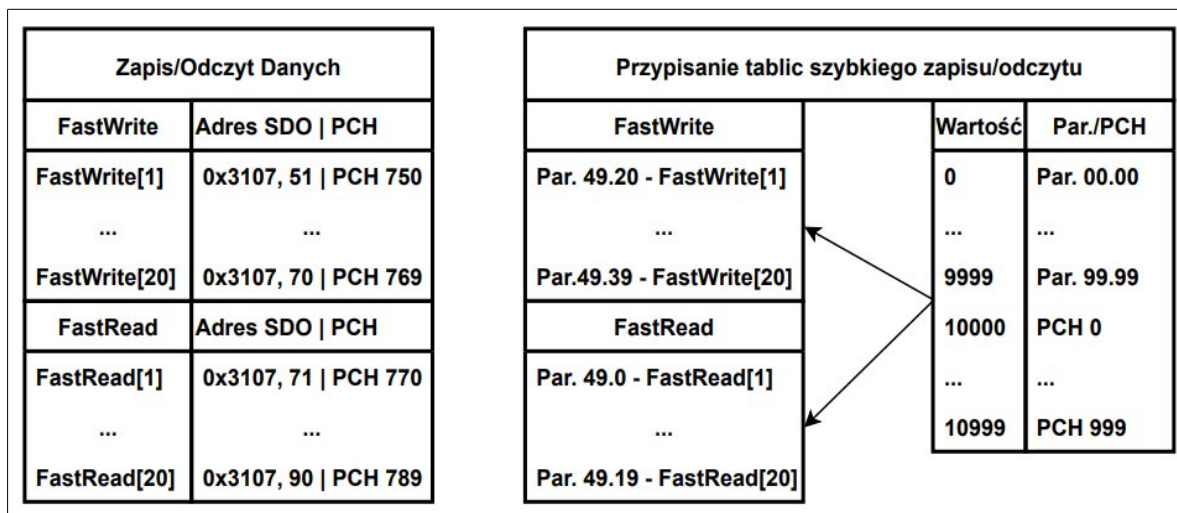 Zapis/Odczyt Danych
FastWrite Adres SDO | PCH
FastWrite[1] 0x3107, 51 | PCH 750
... ...
FastWrite[20] 0x3107, 70 | PCH 769
FastRead Adres SDO | PCH
FastRead[1] 0x3107, 71 | PCH 770
... ...
FastRead[20] 0x3107, 90 | PCH 789
Przypisanie tablic szybkiego zapisu/odczytu
FastWrite
Par. 49.20 - FastWrite[1]
...
Par.49.39 - FastWrite[20]
FastRead
Par. 49.0 - FastRead[1]
...
Par. 49.19 - FastRead[20]
Wartość Par./PCH
0 Par. 00.00
... ...
9999 Par. 99.99
10000 PCH 0
... ...
10999 PCH 999